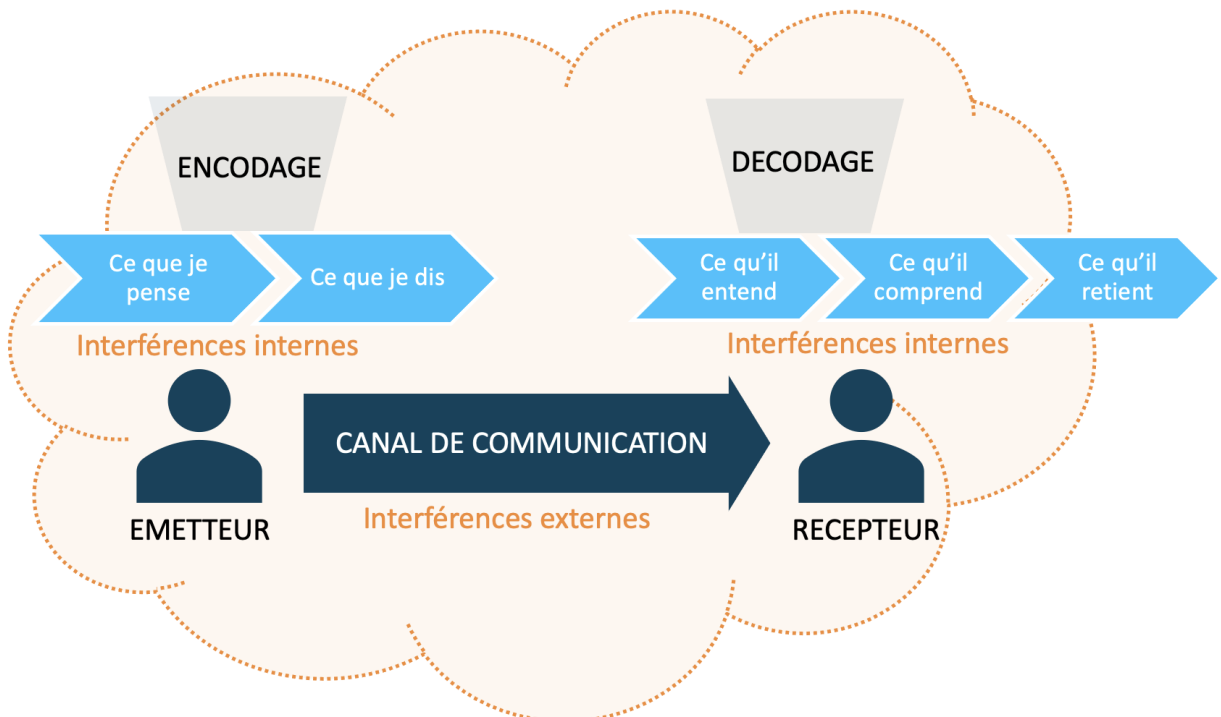 ENCODAGE
DECODAGE
Ce que je
pense
Ce que je dis
Ce qu’il
entend
Ce qu’il
comprend
Ce qu’il
retient
Interférences internes
Interférences internes
CANAL DE COMMUNICATION
Interférences externes
EMETTEUR
RECEPTEUR